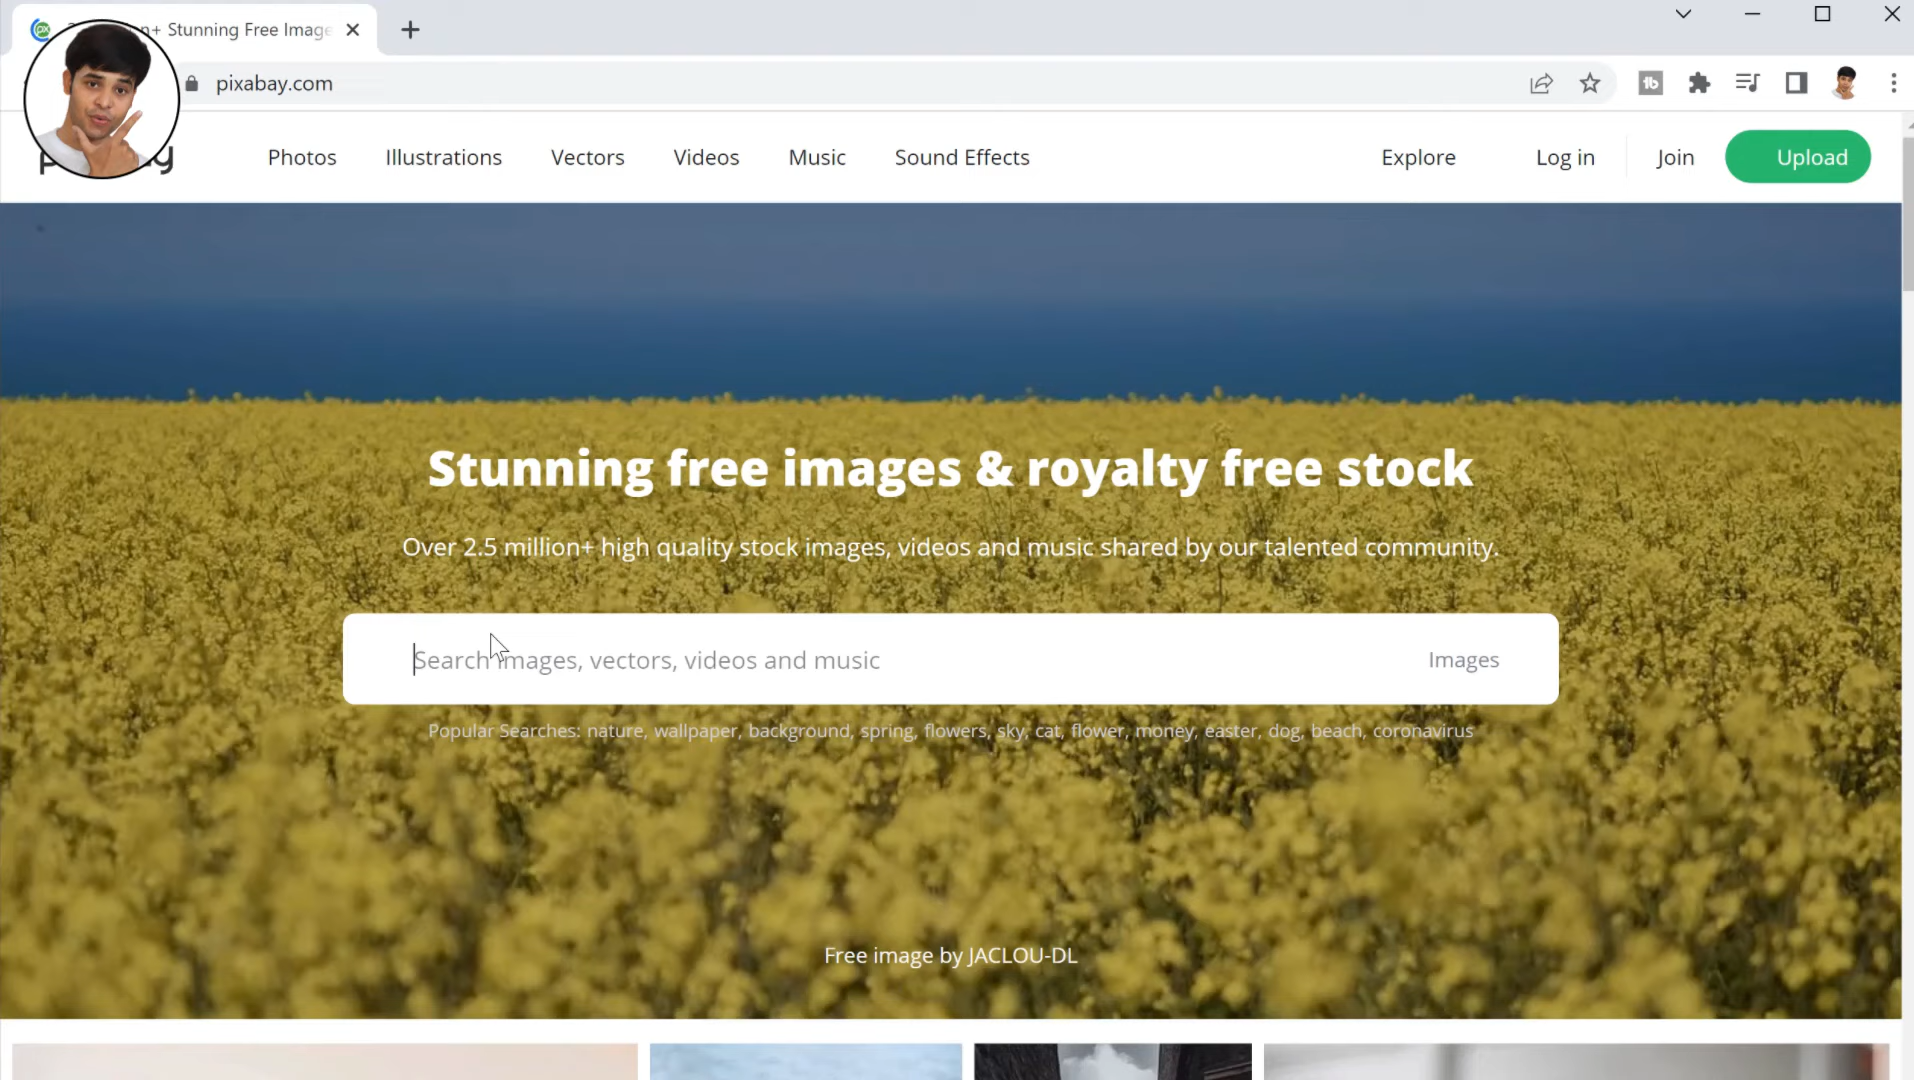 n+ Stunning Free Image
pixabay.com
Photos Illustrations Vectors Videos Music Sound Effects Explore Log in Join Upload
Stunning free images & royalty free stock
Over 2.5 million+ high quality stock images, videos and music shared by our talented community.
Search images, vectors, videos and music Images
Popular Searches: nature, wallpaper, background, spring, flowers, sky, cat, flower, money, easter, dog, beach, coronavirus
Free image by JACLOU-DL